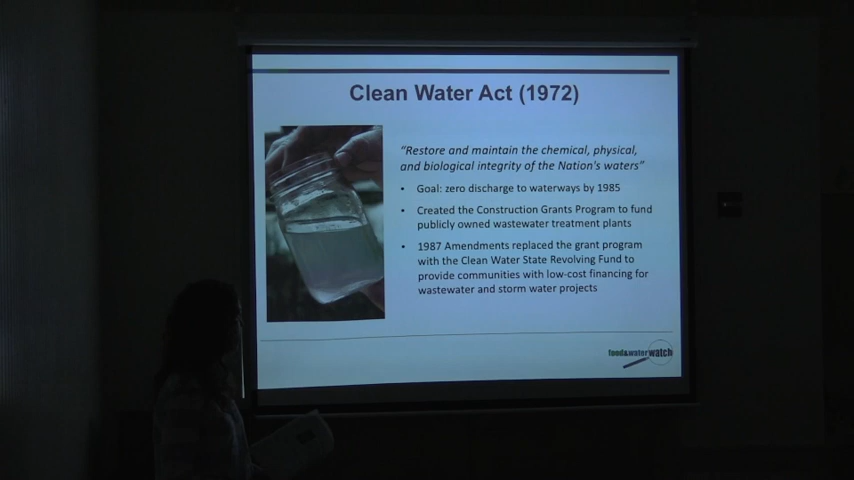 Clean Water Act (1972)
“Restore and maintain the chemical, physical,
and biological integrity of the Nation's waters”
• Goal: zero discharge to waterways by 1985
• Created the Construction Grants Program to fund
publicly owned wastewater treatment plants
• 1987 Amendments replaced the grant program
with the Clean Water State Revolving Fund to
provide communities with low-cost financing for
wastewater and storm water projects
food&waterwatch